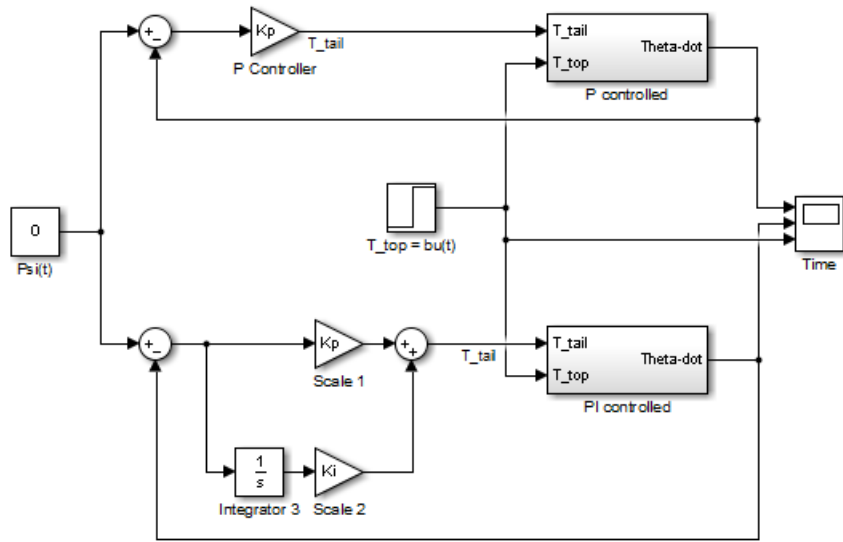 +
−
Kp
P Controller
T_tail
T_tail
T_top
Theta-dot
P controlled
0
Psi(t)
T_top = bu(t)
Time
+
−
Kp
Scale 1
+
+
T_tail
T_tail
T_top
Theta-dot
PI controlled
1
s
Integrator 3
Ki
Scale 2